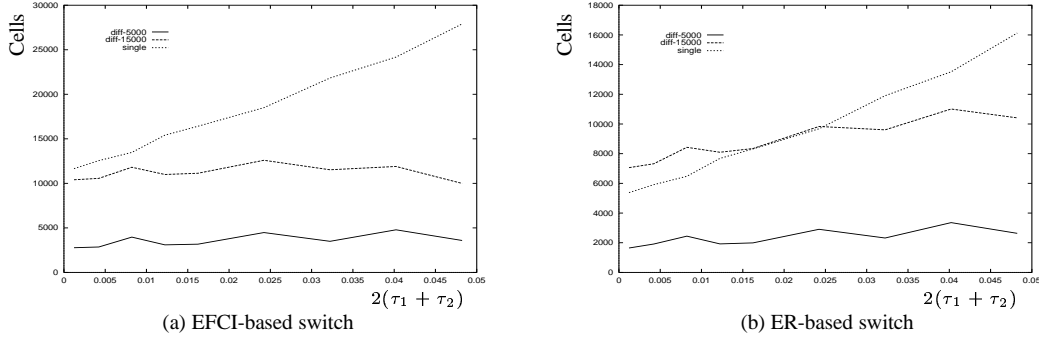 Cells
30000
25000
20000
15000
10000
5000
0
diff-5000
diff-15000
single
0 0.005 0.01 0.015 0.02 0.025 0.03 0.035 0.04 0.045 0.05
2(τ1 + τ2)
(a) EFCI-based switch
Cells
18000
16000
14000
12000
10000
8000
6000
4000
2000
0
diff-5000
diff-15000
single
0 0.005 0.01 0.015 0.02 0.025 0.03 0.035 0.04 0.045 0.05
2(τ1 + τ2)
(b) ER-based switch